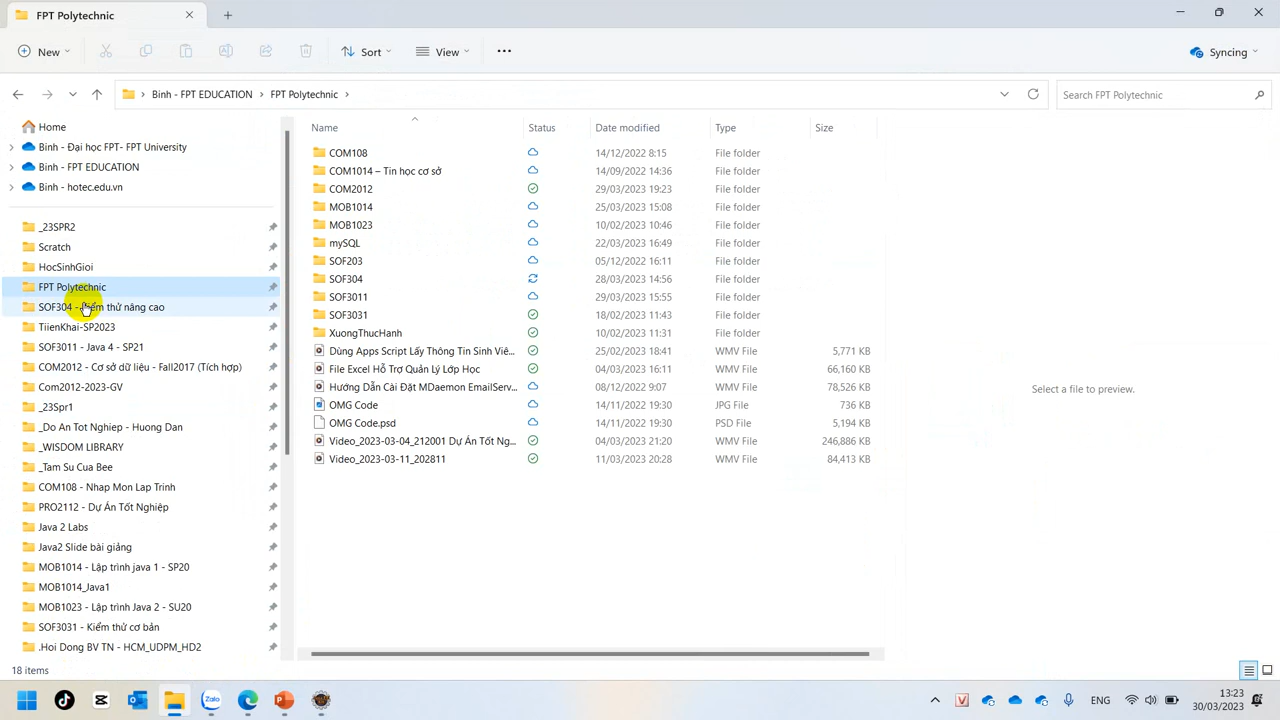 FPT Polytechnic
New
Sort
View
Syncing
Binh - FPT EDUCATION > FPT Polytechnic >
Search FPT Polytechnic
Home
Binh - Đại học FPT- FPT University
Binh - FPT EDUCATION
Binh - hotec.edu.vn
_23SPR2
Scratch
HocSinhGioi
FPT Polytechnic
SOF304 - Kiểm thử nâng cao
TiienKhai-SP2023
SOF3011 - Java 4 - SP21
COM2012 - Cơ sở dữ liệu - Fall2017 (Tích hợp)
Com2012-2023-GV
_23Spr1
_Do An Tot Nghiep - Huong Dan
_WISDOM LIBRARY
_Tam Su Cua Bee
COM108 - Nhap Mon Lap Trinh
PRO2112 - Dự Án Tốt Nghiệp
Java 2 Labs
Java2 Slide bài giảng
MOB1014 - Lập trình java 1 - SP20
MOB1014_Java1
MOB1023 - Lập trình Java 2 - SU20
SOF3031 - Kiểm thử cơ bản
.Hoi Dong BV TN - HCM_UDPM_HD2
Name Status Date modified Type Size
COM108 14/12/2022 8:15 File folder
COM1014 – Tin học cơ sở 14/09/2022 14:36 File folder
COM2012 29/03/2023 19:23 File folder
MOB1014 25/03/2023 15:08 File folder
MOB1023 10/02/2023 10:46 File folder
mySQL 22/03/2023 16:49 File folder
SOF203 05/12/2022 16:11 File folder
SOF304 28/03/2023 14:56 File folder
SOF3011 29/03/2023 15:55 File folder
SOF3031 18/02/2023 11:43 File folder
XuongThucHanh 10/02/2023 11:31 File folder
Dùng Apps Script Lấy Thông Tin Sinh Viê... 25/02/2023 18:41 WMV File 5,771 KB
File Excel Hỗ Trợ Quản Lý Lớp Học 04/03/2023 16:11 WMV File 66,160 KB
Hướng Dẫn Cài Đặt MDaemon EmailServ... 08/12/2022 9:07 WMV File 78,526 KB
OMG Code 14/11/2022 19:30 JPG File 736 KB
OMG Code.psd 14/11/2022 19:30 PSD File 5,194 KB
Video_2023-03-04_212001 Dự Án Tốt Ng... 04/03/2023 21:20 WMV File 246,886 KB
Video_2023-03-11_202811 11/03/2023 20:28 WMV File 84,413 KB
Select a file to preview.
18 items
Zalo
ENG
13:23
30/03/2023